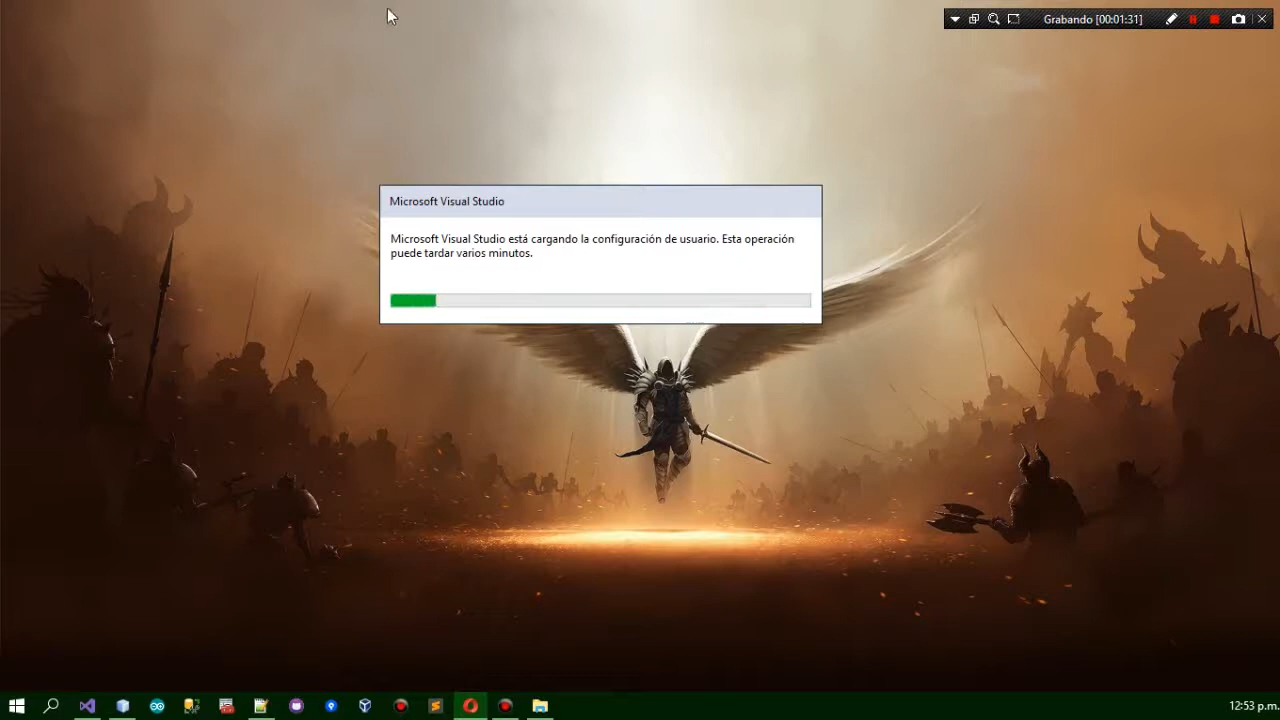 Grabando [00:01:31]
Microsoft Visual Studio
Microsoft Visual Studio está cargando la configuración de usuario. Esta operación
puede tardar varios minutos.
12:53 p.m.